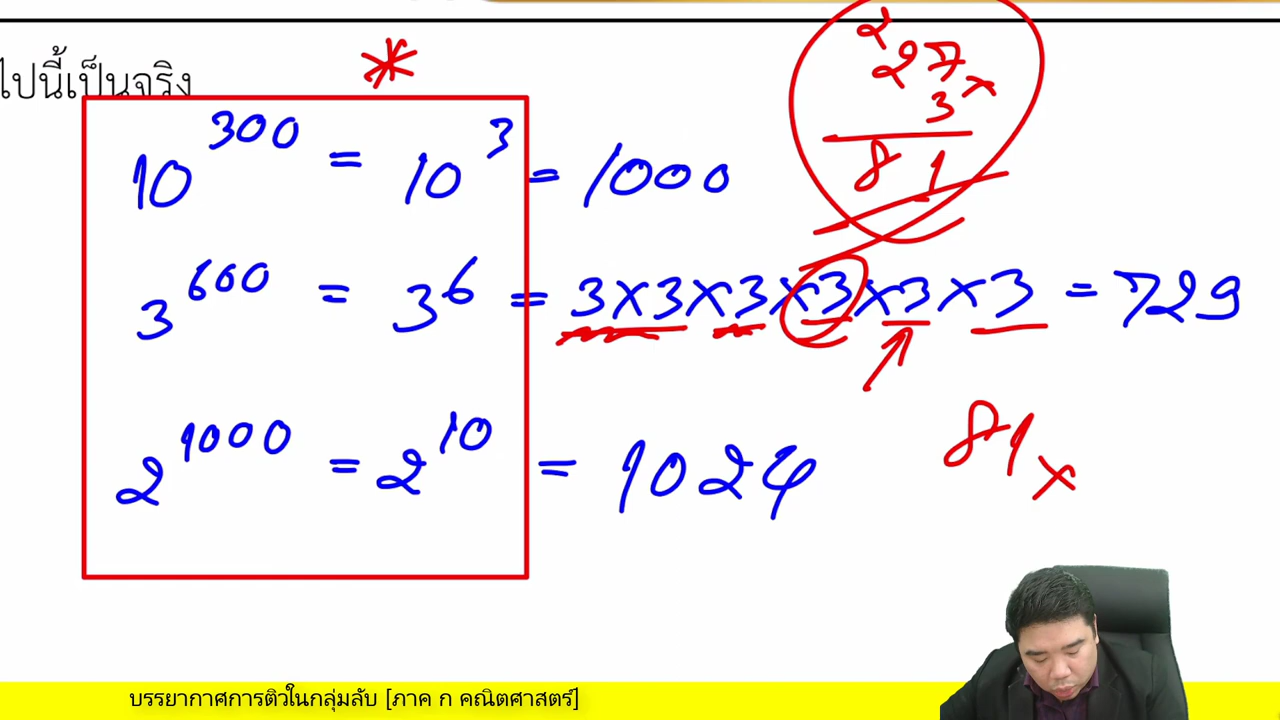 ไปนี้เป็นจริง
*
10^300 = 10^3 = 1000
2
27 ×
3
81
3^600 = 3^6 = 3×3×3×3×3×3 = 729
2^1000 = 2^10 = 1024
81 ×
บรรยากาศการติวในกลุ่มลับ [ภาค ก คณิตศาสตร์]